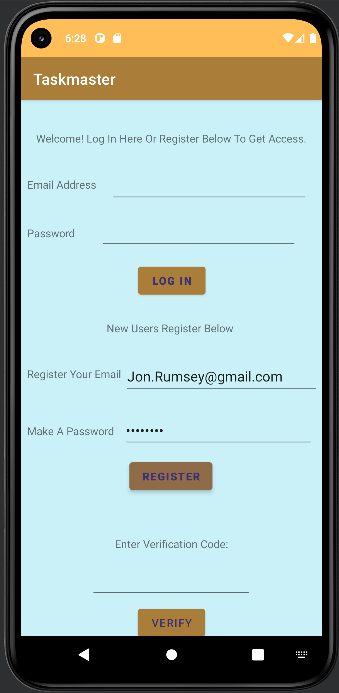 6:28
Taskmaster
Welcome! Log In Here Or Register Below To Get Access.
Email Address
Password
LOG IN
New Users Register Below
Register Your Email Jon.Rumsey@gmail.com
Make A Password ••••••••
REGISTER
Enter Verification Code:
VERIFY